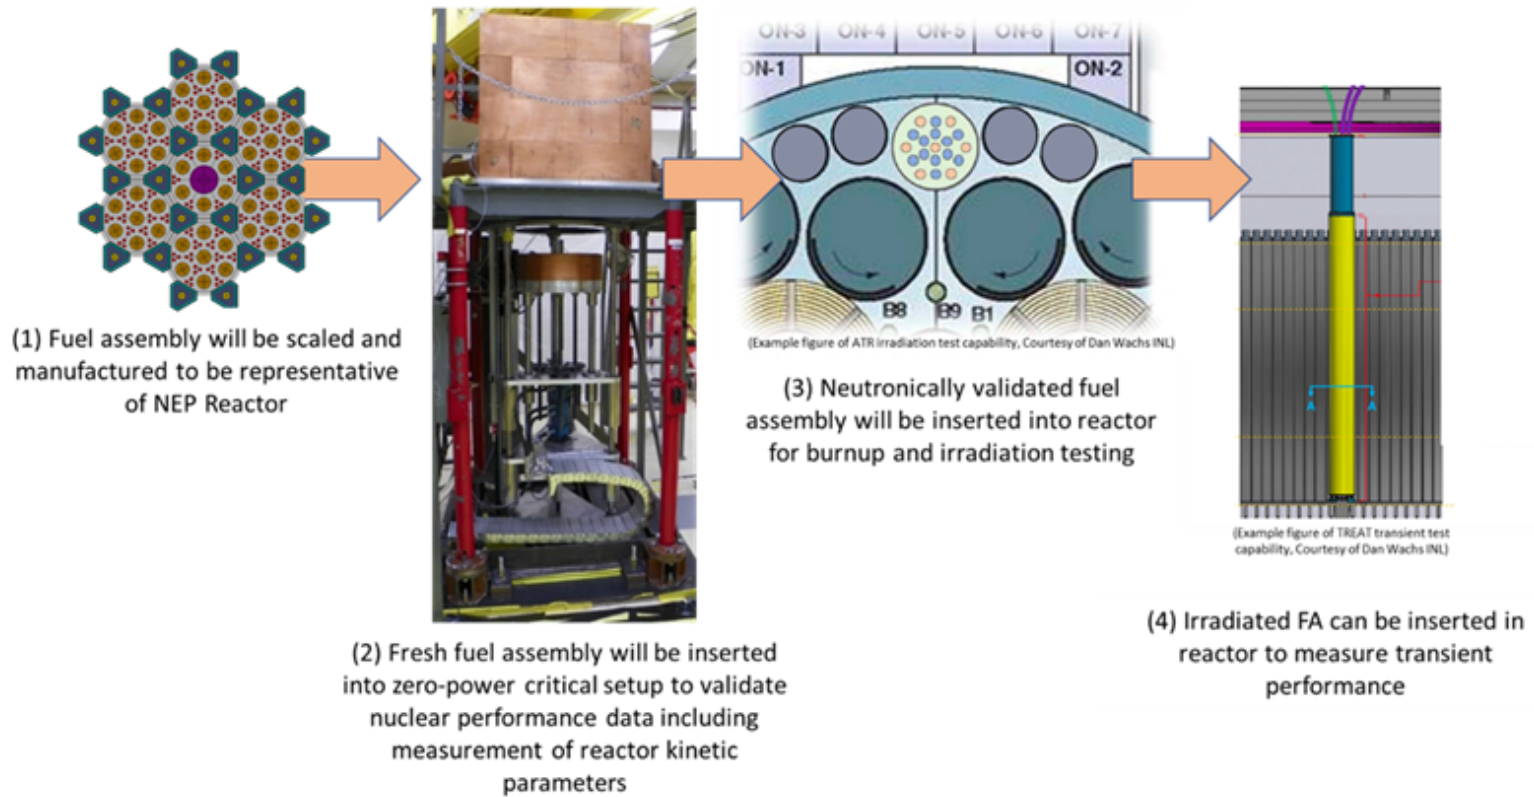 ON-3 ON-4 ON-5 ON-6 ON-7
ON-1 ON-2
B8 B9 B1
(Example figure of ATR irradiation test capability, Courtesy of Dan Wachs INL)
A A
(1) Fuel assembly will be scaled and
manufactured to be representative
of NEP Reactor
(2) Fresh fuel assembly will be inserted
into zero-power critical setup to validate
nuclear performance data including
measurement of reactor kinetic
parameters
(3) Neutronically validated fuel
assembly will be inserted into reactor
for burnup and irradiation testing
(Example figure of TREAT transient test
capability, Courtesy of Dan Wachs INL)
(4) Irradiated FA can be inserted in
reactor to measure transient
performance